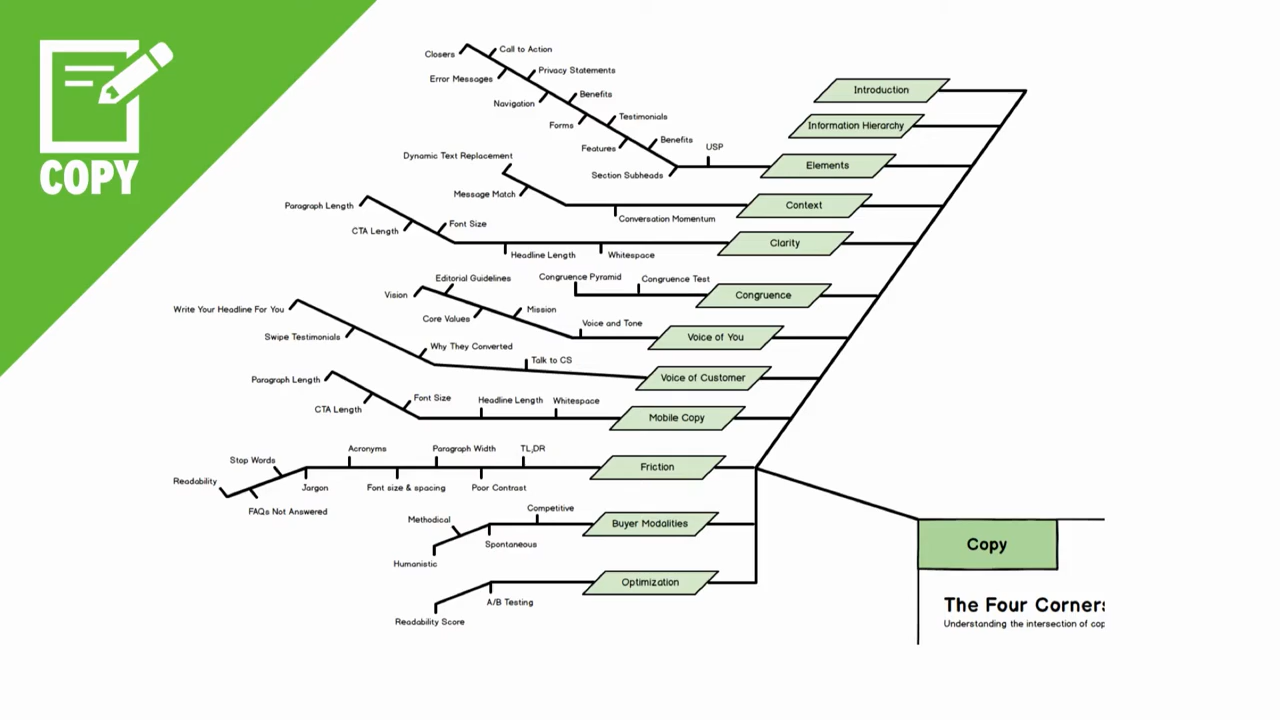 COPY
Closers
Call to Action
Error Messages
Privacy Statements
Navigation
Benefits
Forms
Testimonials
Features
Benefits
Section Subheads
USP
Introduction
Information Hierarchy
Elements
Dynamic Text Replacement
Message Match
Conversation Momentum
Context
Paragraph Length
CTA Length
Font Size
Headline Length
Whitespace
Clarity
Congruence Pyramid
Congruence Test
Congruence
Editorial Guidelines
Vision
Core Values
Mission
Voice and Tone
Voice of You
Write Your Headline For You
Swipe Testimonials
Why They Converted
Talk to CS
Voice of Customer
Paragraph Length
CTA Length
Font Size
Headline Length
Whitespace
Mobile Copy
Readability
Stop Words
FAQs Not Answered
Jargon
Acronyms
Font size & spacing
Paragraph Width
Poor Contrast
TL;DR
Friction
Methodical
Humanistic
Spontaneous
Competitive
Buyer Modalities
Readability Score
A/B Testing
Optimization
Copy
The Four Corners
Understanding the intersection of cop